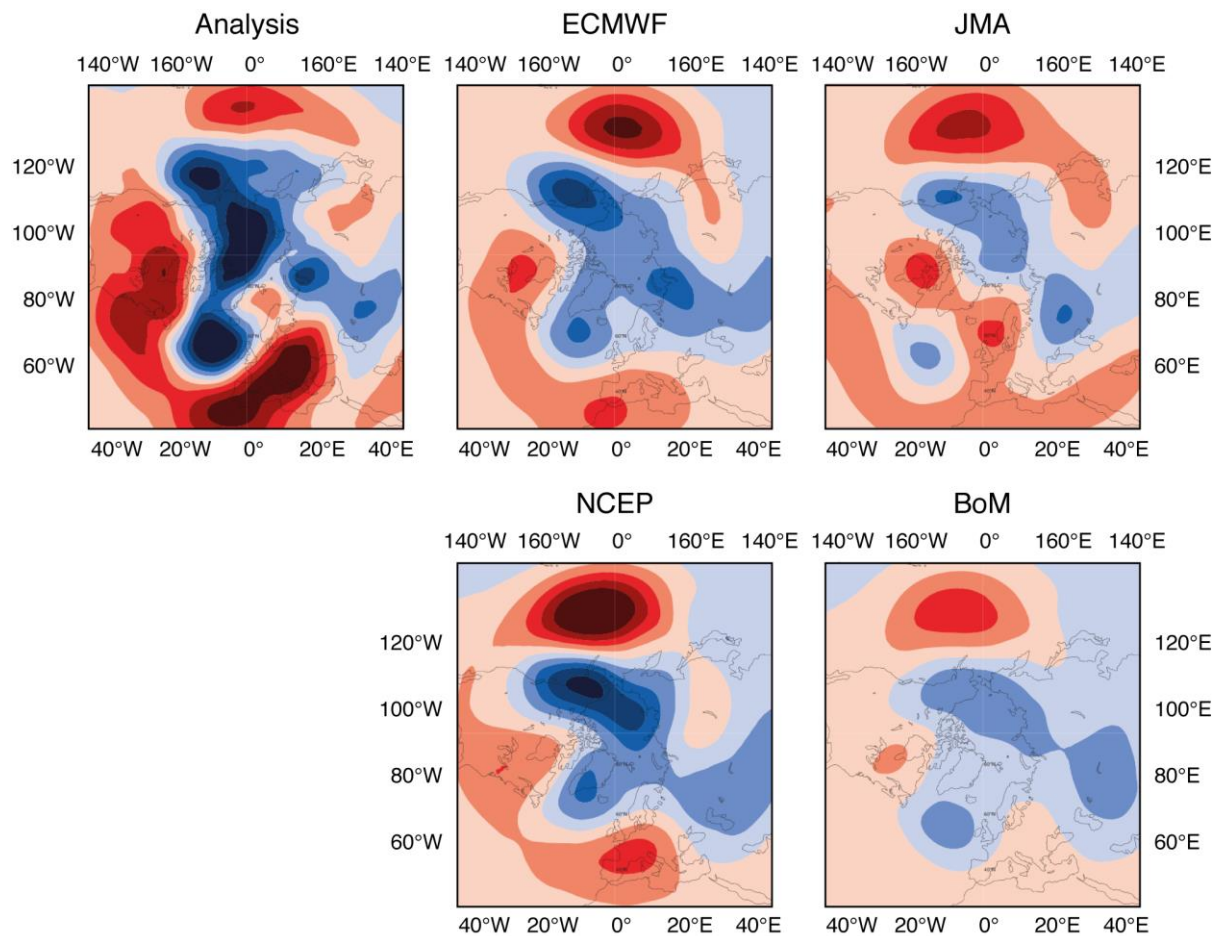 Analysis ECMWF JMA
140°W 160°W 0° 160°E 140°E 140°W 160°W 0° 160°E 140°E 140°W 160°W 0° 160°E 140°E
120°W 120°E
100°W 100°E
80°W 80°E
60°W 60°E
40°W 20°W 0° 20°E 40°E 40°W 20°W 0° 20°E 40°E 40°W 20°W 0° 20°E 40°E
NCEP BoM
140°W 160°W 0° 160°E 140°E 140°W 160°W 0° 160°E 140°E
120°W 120°E
100°W 100°E
80°W 80°E
60°W 60°E
40°W 20°W 0° 20°E 40°E 40°W 20°W 0° 20°E 40°E